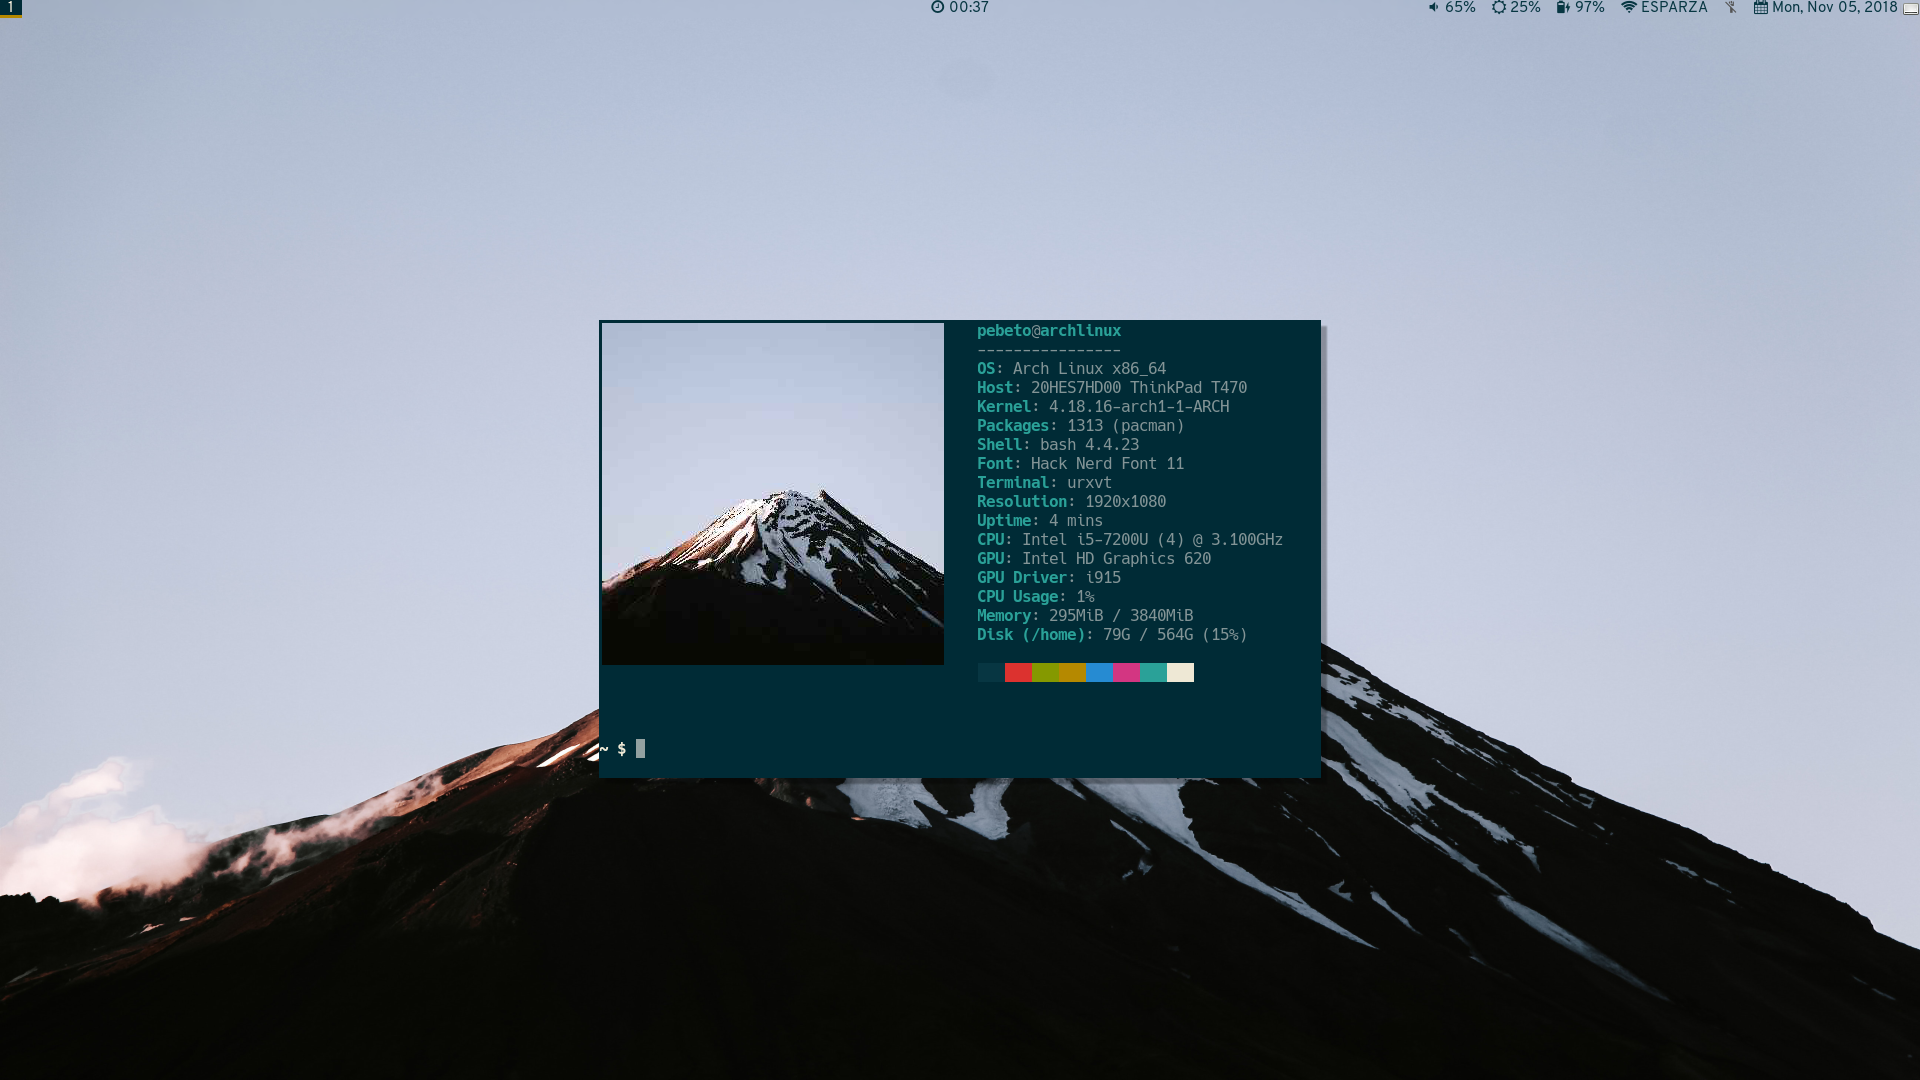 1
00:37
65% 25% 97% ESPARZA Mon, Nov 05, 2018
pebeto@archlinux
----------------
OS: Arch Linux x86_64
Host: 20HES7HD00 ThinkPad T470
Kernel: 4.18.16-arch1-1-ARCH
Packages: 1313 (pacman)
Shell: bash 4.4.23
Font: Hack Nerd Font 11
Terminal: urxvt
Resolution: 1920x1080
Uptime: 4 mins
CPU: Intel i5-7200U (4) @ 3.100GHz
GPU: Intel HD Graphics 620
GPU Driver: i915
CPU Usage: 1%
Memory: 295MiB / 3840MiB
Disk (/home): 79G / 564G (15%)
~ $